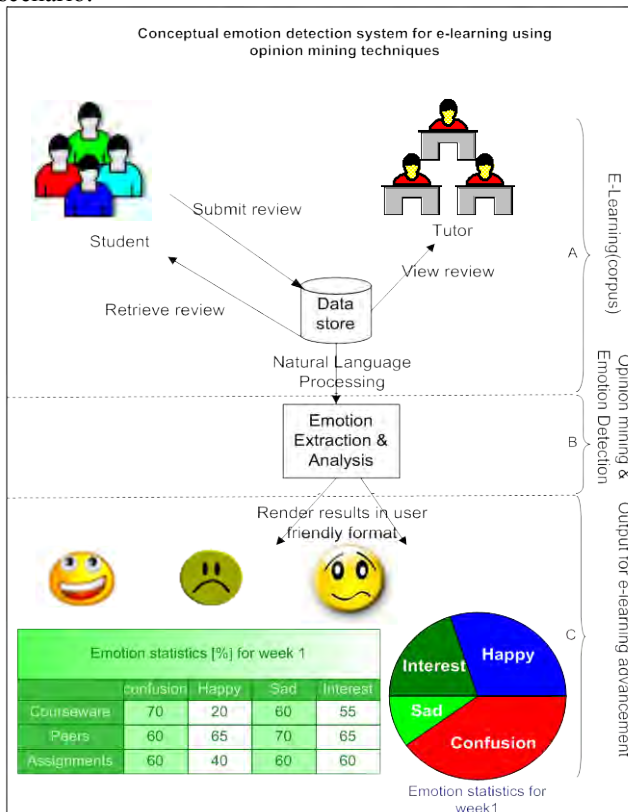 scenario.
Conceptual emotion detection system for e-learning using
opinion mining techniques
Submit review
Student
Tutor
View review
Retrieve review
Data
store
Natural Language
Processing
A
E-Learning(corpus)
Emotion
Extraction &
Analysis
B
Opinion mining &
Emotion Detection
Render results in user
friendly format
C
Output for e-learning advancement
Emotion statistics [%] for week 1
confusion Happy Sad Interest
Courseware 70 20 60 55
Peers 60 65 70 65
Assignments 60 40 60 60
Interest
Happy
Sad
Confusion
Emotion statistics for
week1